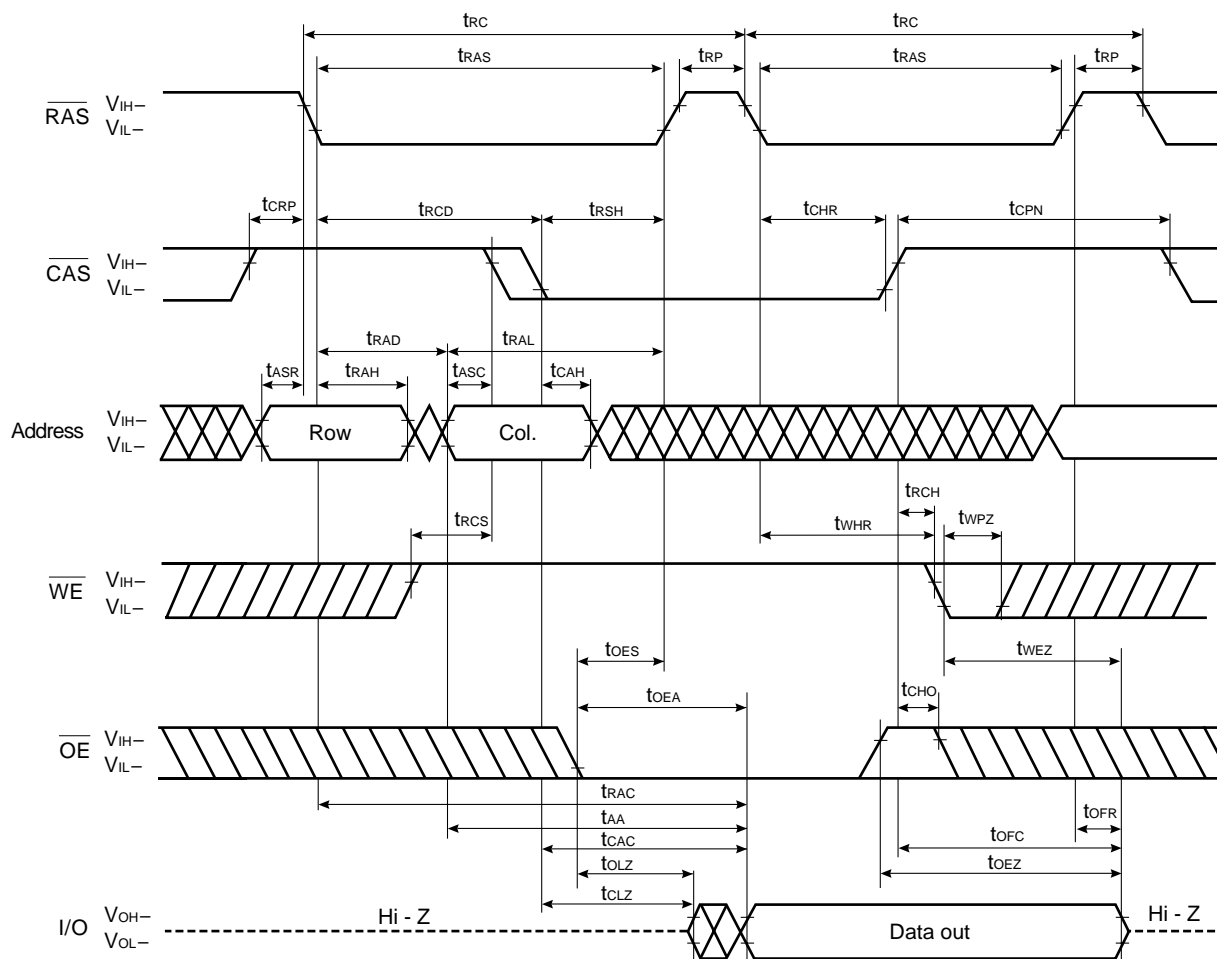 tRC tRC
tRAS tRP tRAS tRP
RAS VIH– VIL–
tCRP tRCD tRSH tCHR tCPN
CAS VIH– VIL–
tRAD tRAL
tASR tRAH tASC tCAH
Address VIH– VIL– Row Col.
tRCH
tRCS tWHR tWPZ
WE VIH– VIL–
tOES tWEZ
tOEA tCHO
OE VIH– VIL–
tRAC
tAA tOFR
tCAC tOFC
tOLZ tOEZ
tCLZ
I/O VOH– VOL– Hi - Z Data out Hi - Z